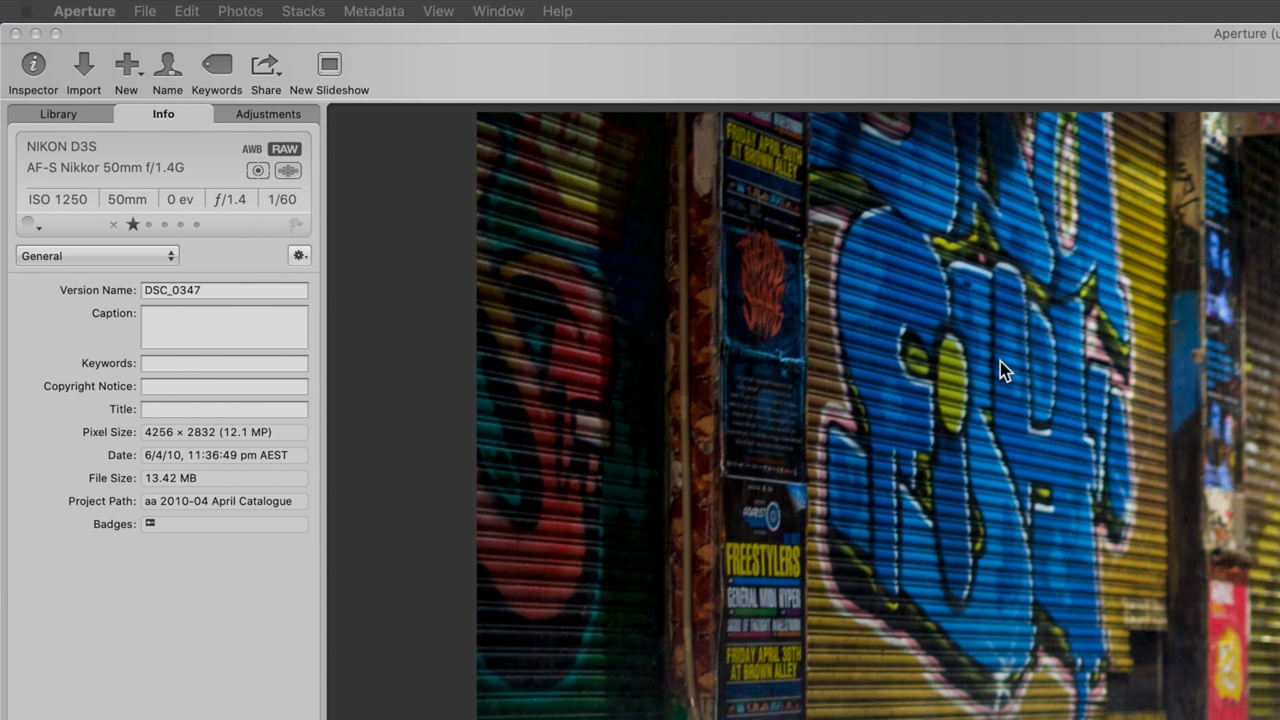 Aperture File Edit Photos Stacks Metadata View Window Help
Aperture (
Inspector Import New Name Keywords Share New Slideshow
Library Info Adjustments
NIKON D3S AWB RAW
AF-S Nikkor 50mm f/1.4G
ISO 1250 50mm 0 ev ƒ/1.4 1/60
General
Version Name: DSC_0347
Caption:
Keywords:
Copyright Notice:
Title:
Pixel Size: 4256 × 2832 (12.1 MP)
Date: 6/4/10, 11:36:49 pm AEST
File Size: 13.42 MB
Project Path: aa 2010-04 April Catalogue
Badges:
FRIDAY APRIL 30TH
AT BROWN ALLEY
FREESTYLERS
GENERAL MIDI HYPER
FRIDAY APRIL 30TH
AT BROWN ALLEY